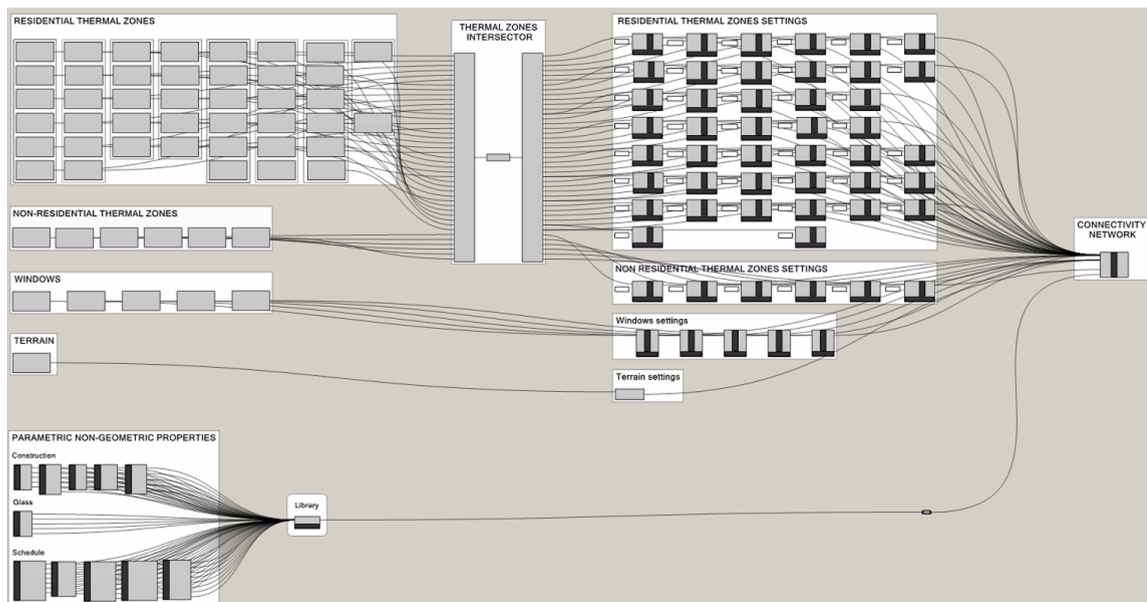 RESIDENTIAL THERMAL ZONES
THERMAL ZONES
INTERSECTOR
RESIDENTIAL THERMAL ZONES SETTINGS
NON-RESIDENTIAL THERMAL ZONES
CONNECTIVITY
NETWORK
WINDOWS
NON RESIDENTIAL THERMAL ZONES SETTINGS
Windows settings
TERRAIN
Terrain settings
PARAMETRIC NON-GEOMETRIC PROPERTIES
Construction
Glass
Library
Schedule